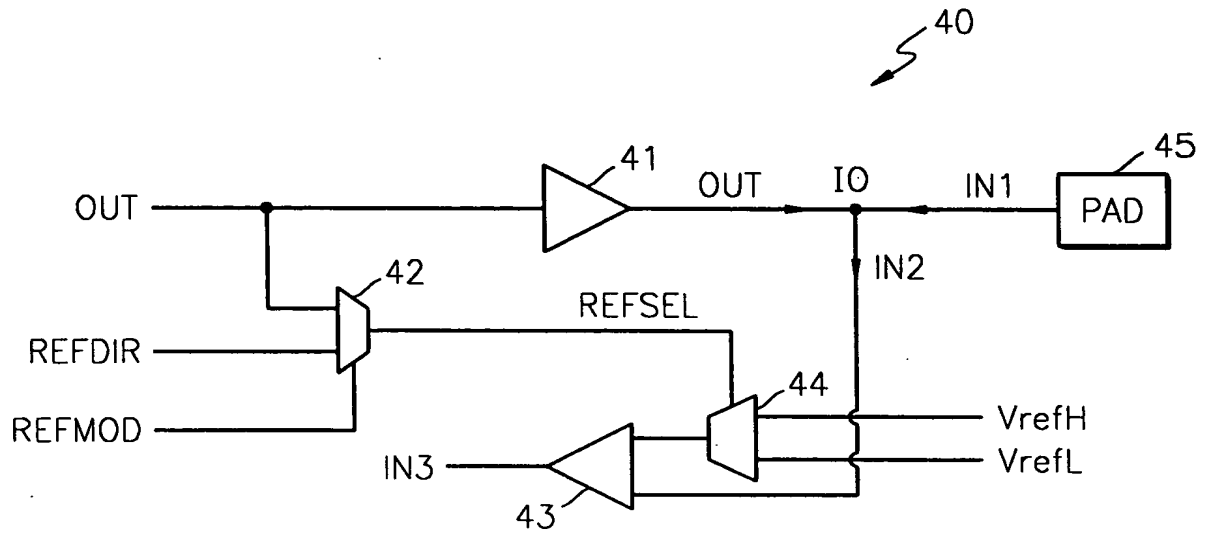 40
41
45
OUT
OUT
IO
IN1
PAD
42
IN2
REFSEL
REFDIR
44
REFMOD
VrefH
IN3
VrefL
43